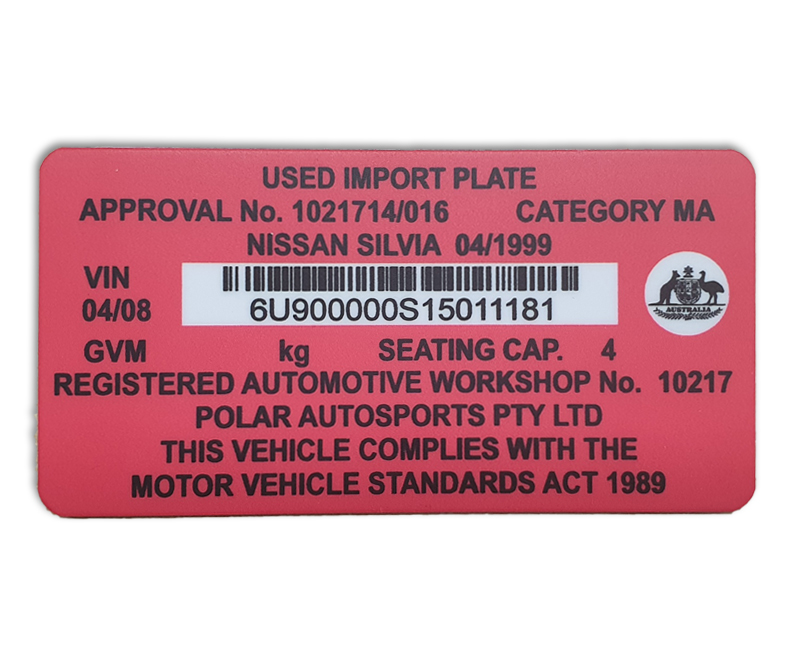 USED IMPORT PLATE
APPROVAL No. 1021714/016 CATEGORY MA
NISSAN SILVIA 04/1999
VIN
04/08 6U900000S15011181
AUSTRALIA
GVM kg SEATING CAP. 4
REGISTERED AUTOMOTIVE WORKSHOP No. 10217
POLAR AUTOSPORTS PTY LTD
THIS VEHICLE COMPLIES WITH THE
MOTOR VEHICLE STANDARDS ACT 1989